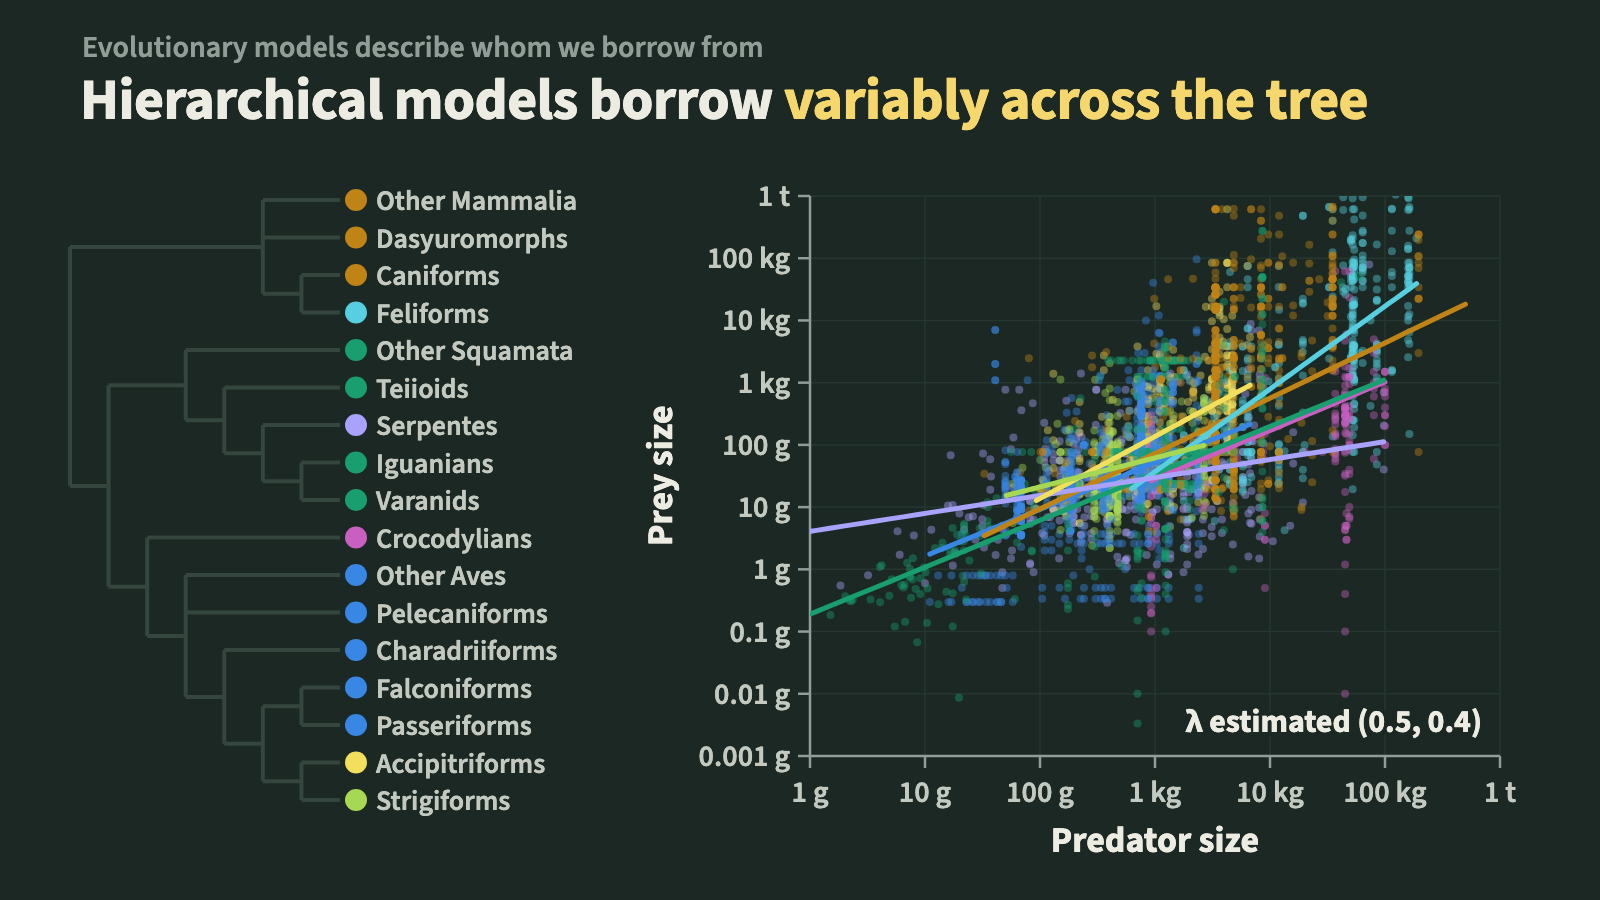 Evolutionary models describe whom we borrow from
Hierarchical models borrow variably across the tree
Other Mammalia
Dasyuromorphs
Caniforms
Feliforms
Other Squamata
Teiioids
Serpentes
Iguanians
Varanids
Crocodylians
Other Aves
Pelecaniforms
Charadriiforms
Falconiforms
Passeriforms
Accipitriforms
Strigiforms
Prey size
1 t
100 kg
10 kg
1 kg
100 g
10 g
1 g
0.1 g
0.01 g
0.001 g
λ estimated (0.5, 0.4)
1 g
10 g
100 g
1 kg
10 kg
100 kg
1 t
Predator size